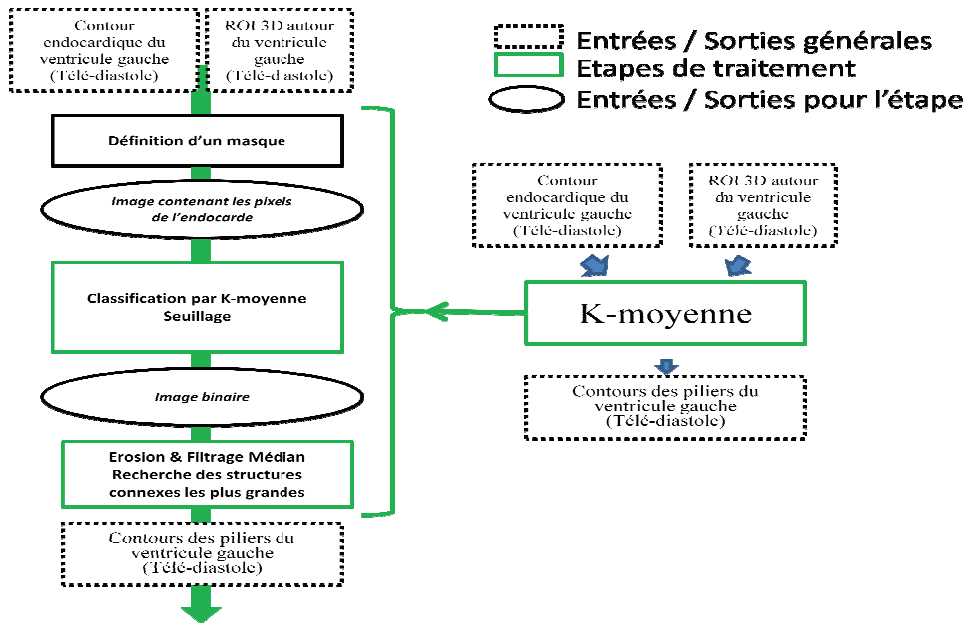 Contour
endocardique du
ventricule gauche
(Télé-diastole)
ROI 3D autour
du ventricule
gauche
(Télé-diastole)
Définition d'un masque
Image contenant les pixels
de l'endocarde
Classification par K-moyenne
Seuillage
Image binaire
Erosion & Filtrage Médian
Recherche des structures
connexes les plus grandes
Contours des piliers du
ventricule gauche
(Télé-diastole)
Entrées / Sorties générales
Etapes de traitement
Entrées / Sorties pour l'étape
Contour
endocardique du
ventricule gauche
(Télé-diastole)
ROI 3D autour
du ventricule
gauche
(Télé-diastole)
K-moyenne
Contours des piliers du
ventricule gauche
(Télé-diastole)